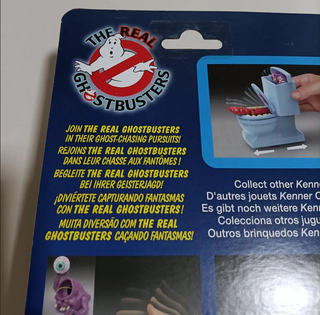 THE REAL
GHOSTBUSTERS
JOIN THE REAL GHOSTBUSTERS
IN THEIR GHOST-CHASING PURSUITS!
REJOINS THE REAL GHOSTBUSTERS
DANS LEUR CHASSE AUX FANTÔMES!
BEGLEITE THE REAL GHOSTBUSTERS
BEI IHRER GEISTERJAGD!
¡DIVIÉRTETE CAPTURANDO FANTASMAS
CON THE REAL GHOSTBUSTERS!
MUITA DIVERSÃO COM THE REAL
GHOSTBUSTERS CAÇANDO FANTASMAS!
Collect other Kenne
D'autres jouets Kenner
Es gibt noch weitere Kenn
Colecciona otros jugu
Outros brinquedos Ken